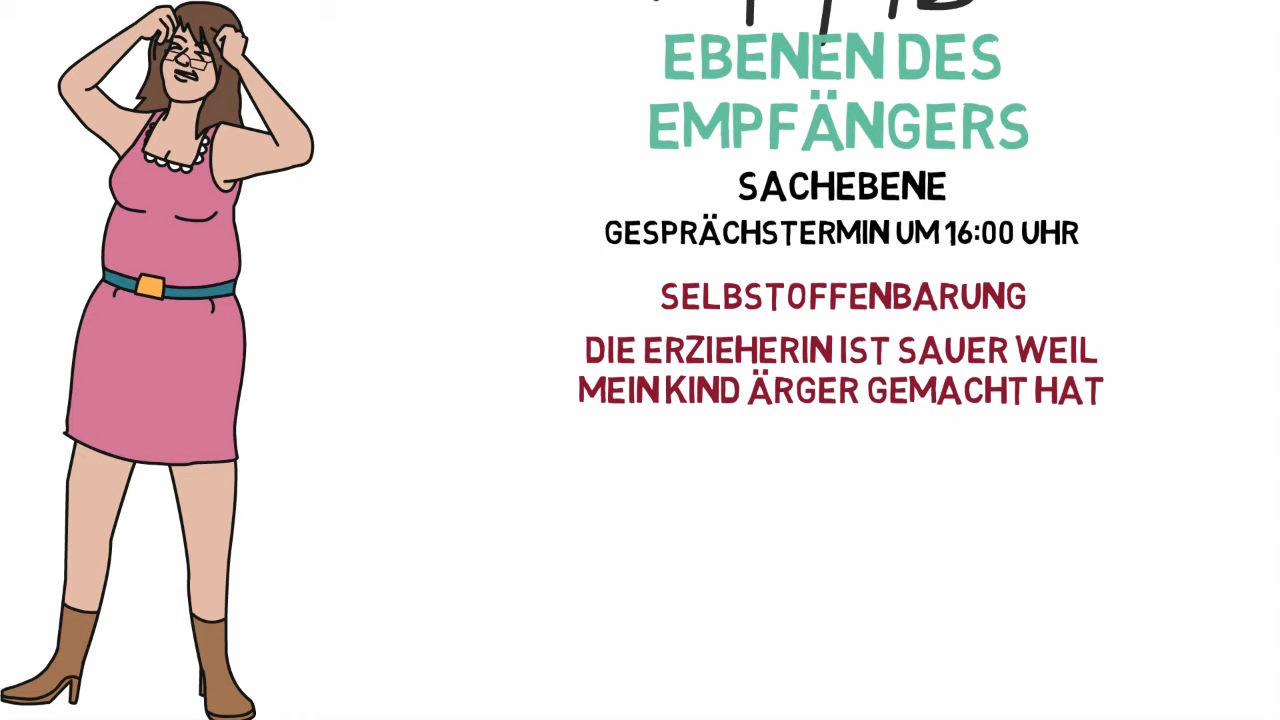 EBENEN DES
EMPFÄNGERS
SACHEBENE
GESPRÄCHSTERMIN UM 16:00 UHR
SELBSTOFFENBARUNG
DIE ERZIEHERIN IST SAUER WEIL
MEIN KIND ÄRGER GEMACHT HAT